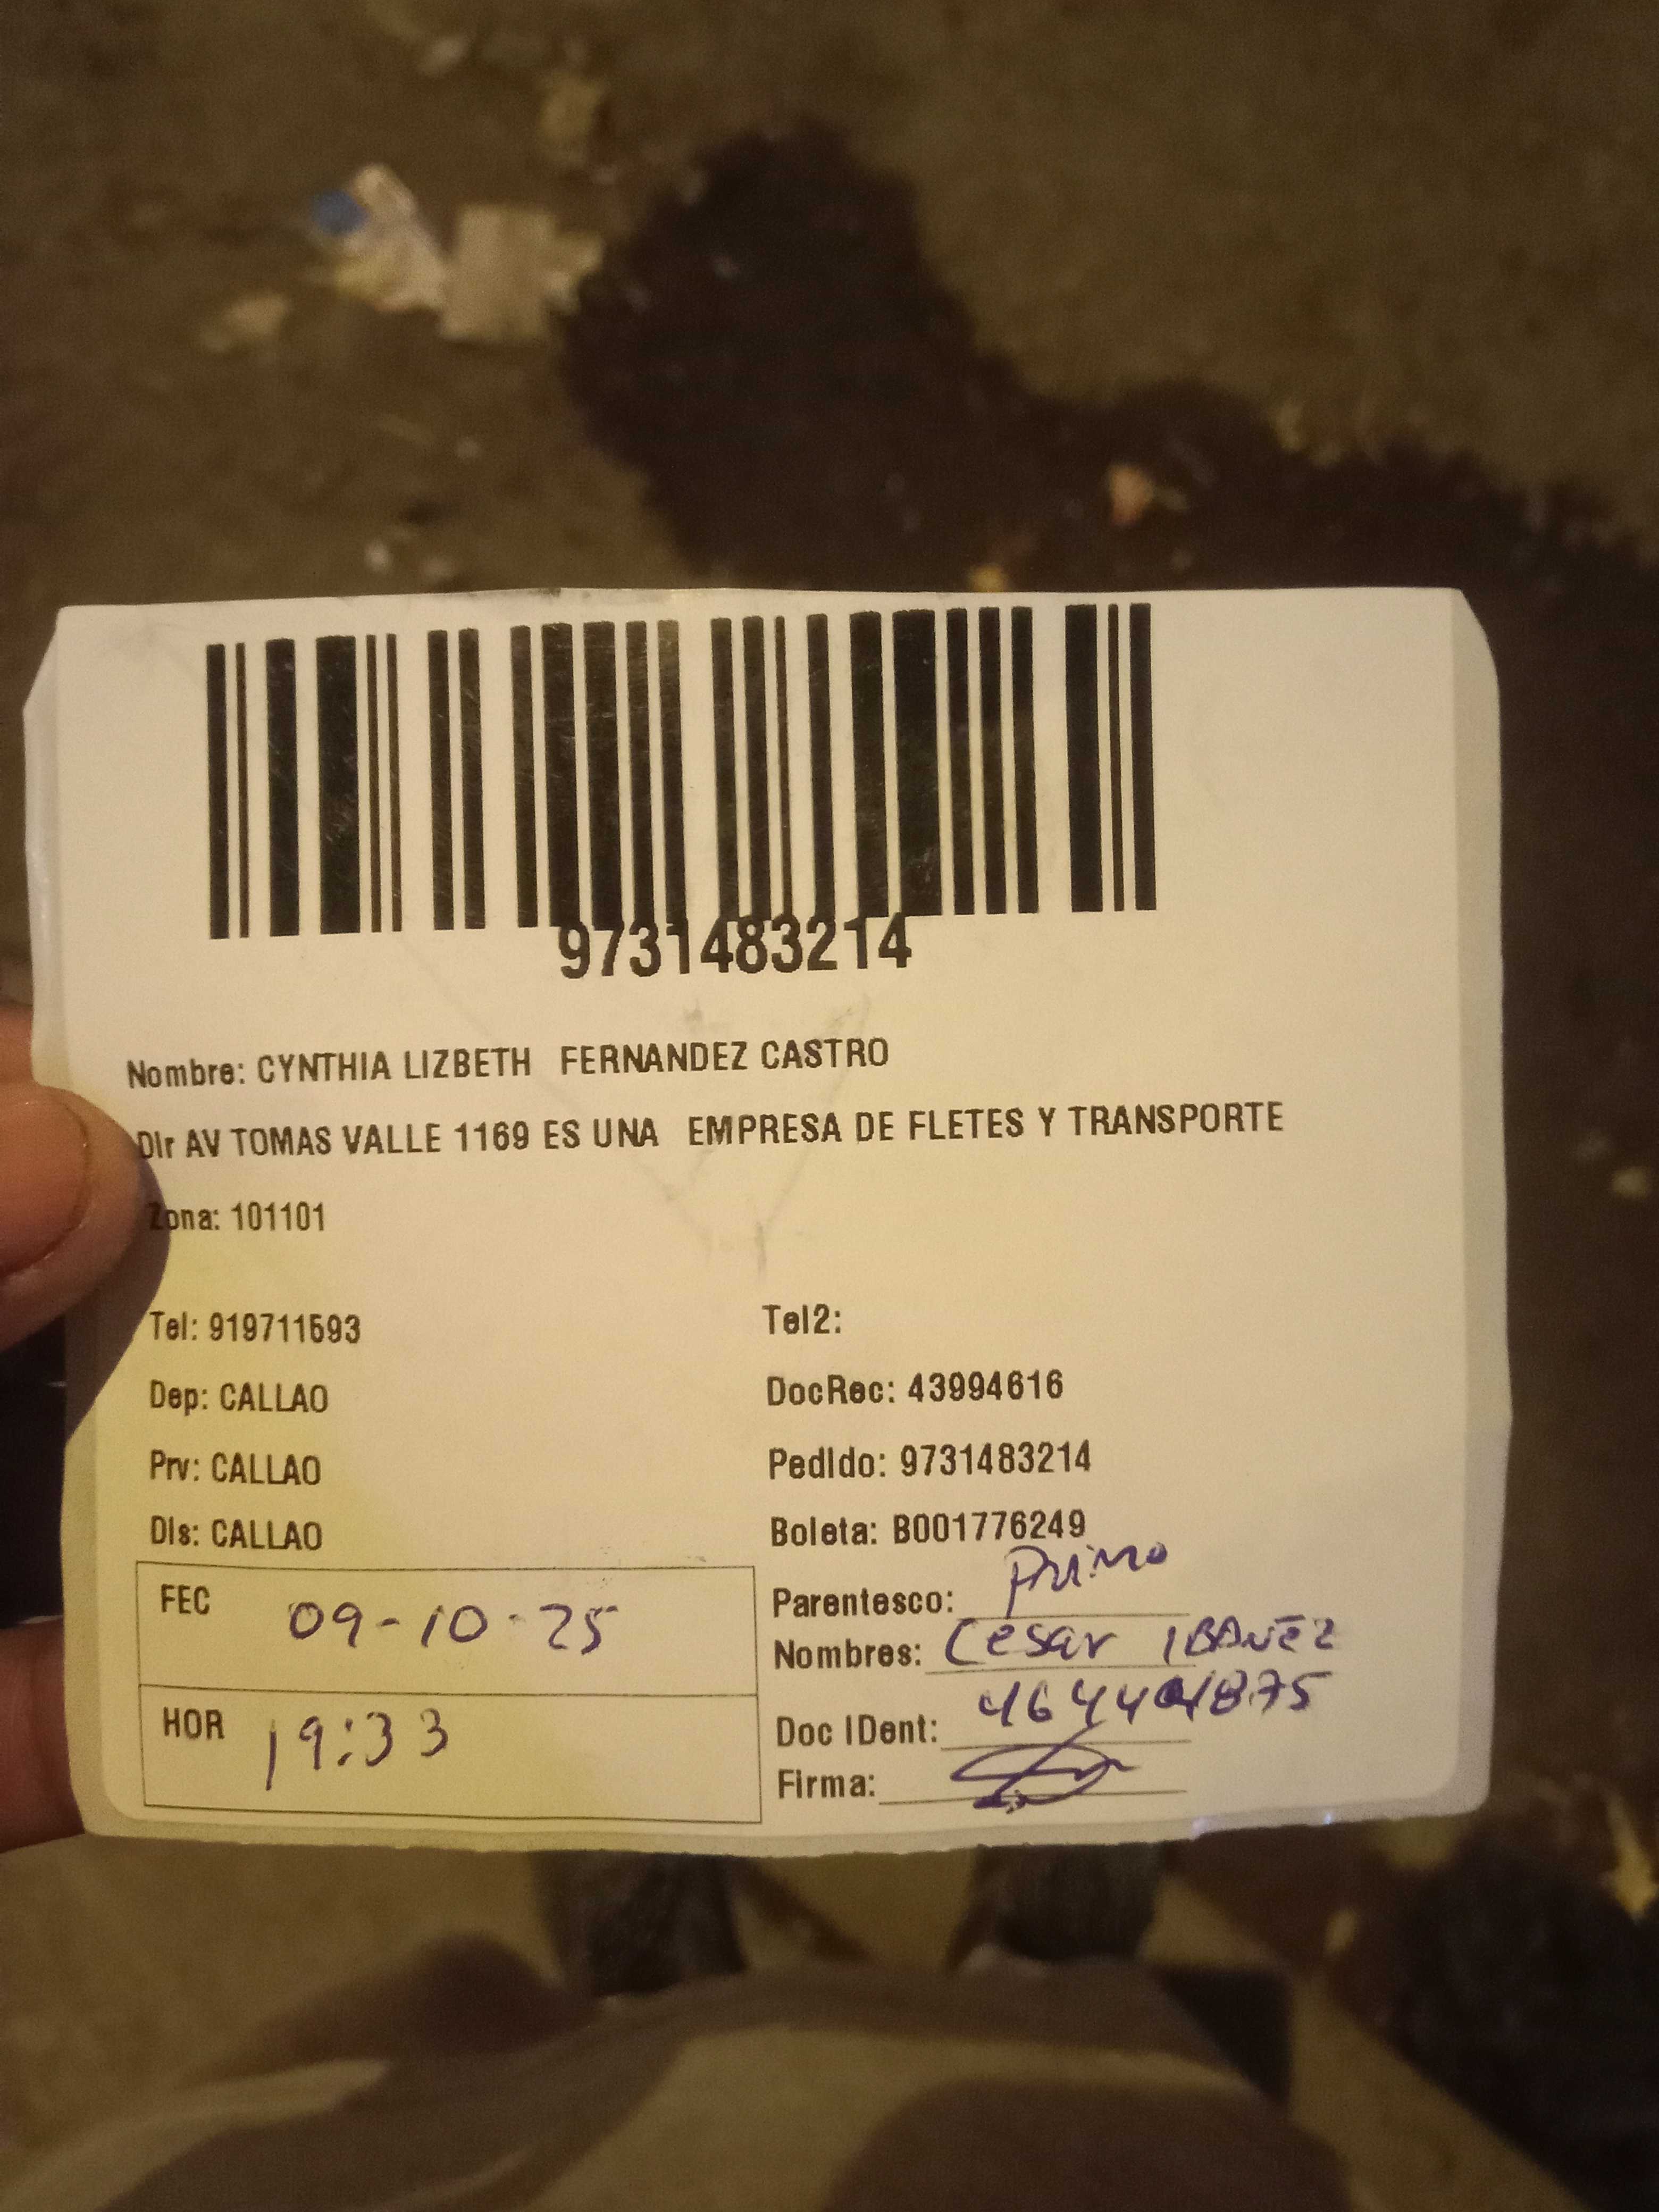 9731483214
Nombre: CYNTHIA LIZBETH FERNANDEZ CASTRO
Dir AV TOMAS VALLE 1169 ES UNA EMPRESA DE FLETES Y TRANSPORTE
Zona: 101101
Tel: 919711593 Tel2:
Dep: CALLAO DocRec: 43994616
Prv: CALLAO Pedido: 9731483214
Dis: CALLAO Boleta: B001776249
FEC 09-10-25 Parentesco: Primo
Nombres: Cesar IBAÑEZ
HOR 19:33 Doc IDent:
Firma: